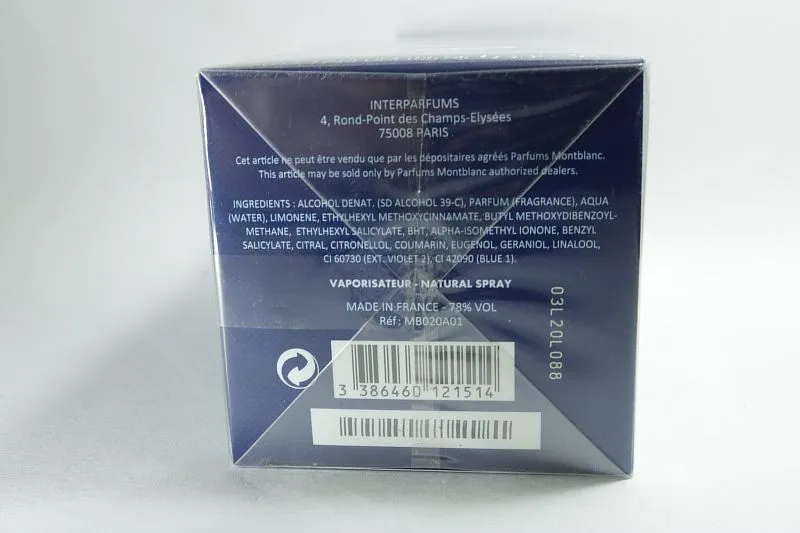 INTERPARFUMS
4, Rond-Point des Champs-Elysées
75008 PARIS
Cet article ne peut être vendu que par les dépositaires agréés Parfums Montblanc.
This article may be sold only by Parfums Montblanc authorized dealers.
INGREDIENTS : ALCOHOL DENAT. (SD ALCOHOL 39-C), PARFUM (FRAGRANCE), AQUA
(WATER), LIMONENE, ETHYLHEXYL METHOXYCINNAMATE, BUTYL METHOXYDIBENZOYL-
METHANE, ETHYLHEXYL SALICYLATE, BHT, ALPHA-ISOMETHYL IONONE, BENZYL
SALICYLATE, CITRAL, CITRONELLOL, COUMARIN, EUGENOL, GERANIOL, LINALOOL,
CI 60730 (EXT. VIOLET 2), CI 42090 (BLUE 1).
VAPORISATEUR - NATURAL SPRAY
MADE IN FRANCE - 78% VOL
Réf : MB020A01
03L20L088
3 386460 121514